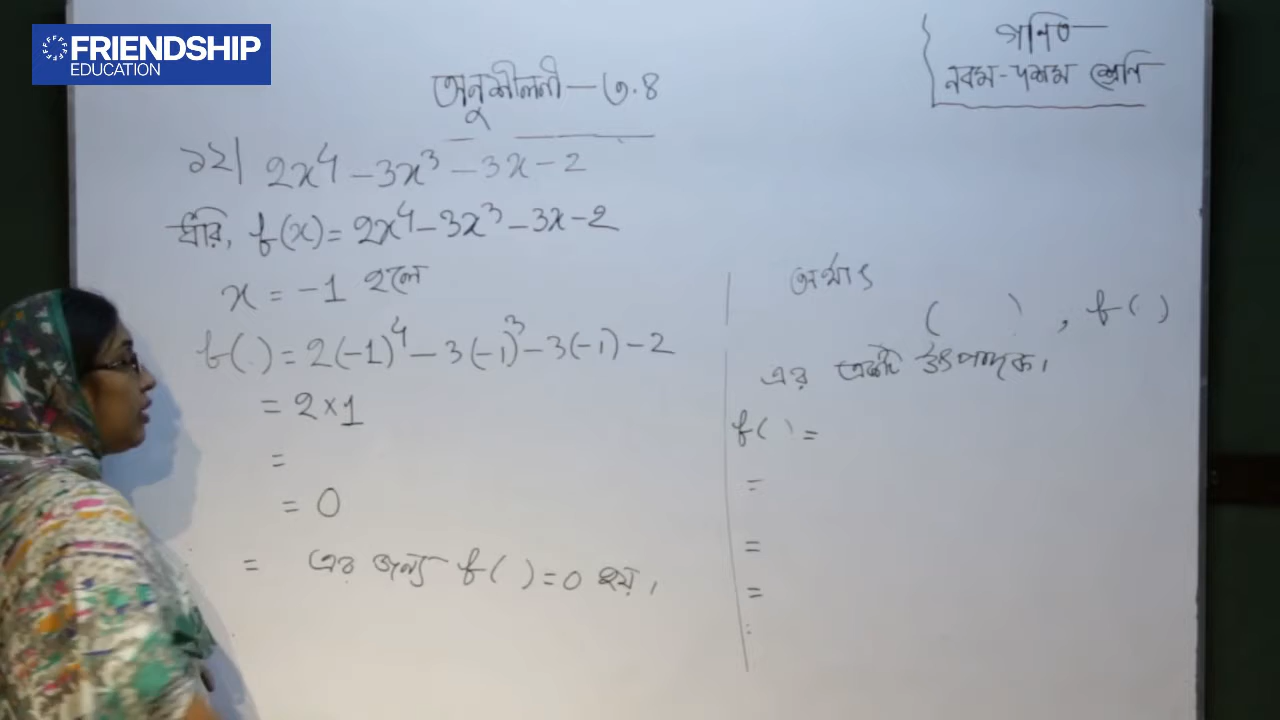 FRIENDSHIP
EDUCATION
গণিত
নবম-দশম শ্রেণি
অনুশীলনী—৩.৪
১২| 2x⁴ – 3x³ – 3x – 2
ধরি, f(x) = 2x⁴ – 3x³ – 3x – 2
x = -1 হলে
f( ) = 2(-1)⁴ – 3(-1)³ – 3(-1) – 2
= 2×1
=
= 0
= এর জন্য f( ) = 0 হয়।
অর্থাৎ
( ), f( )
এর একটি উৎপাদক।
f( ) =
=
=
=